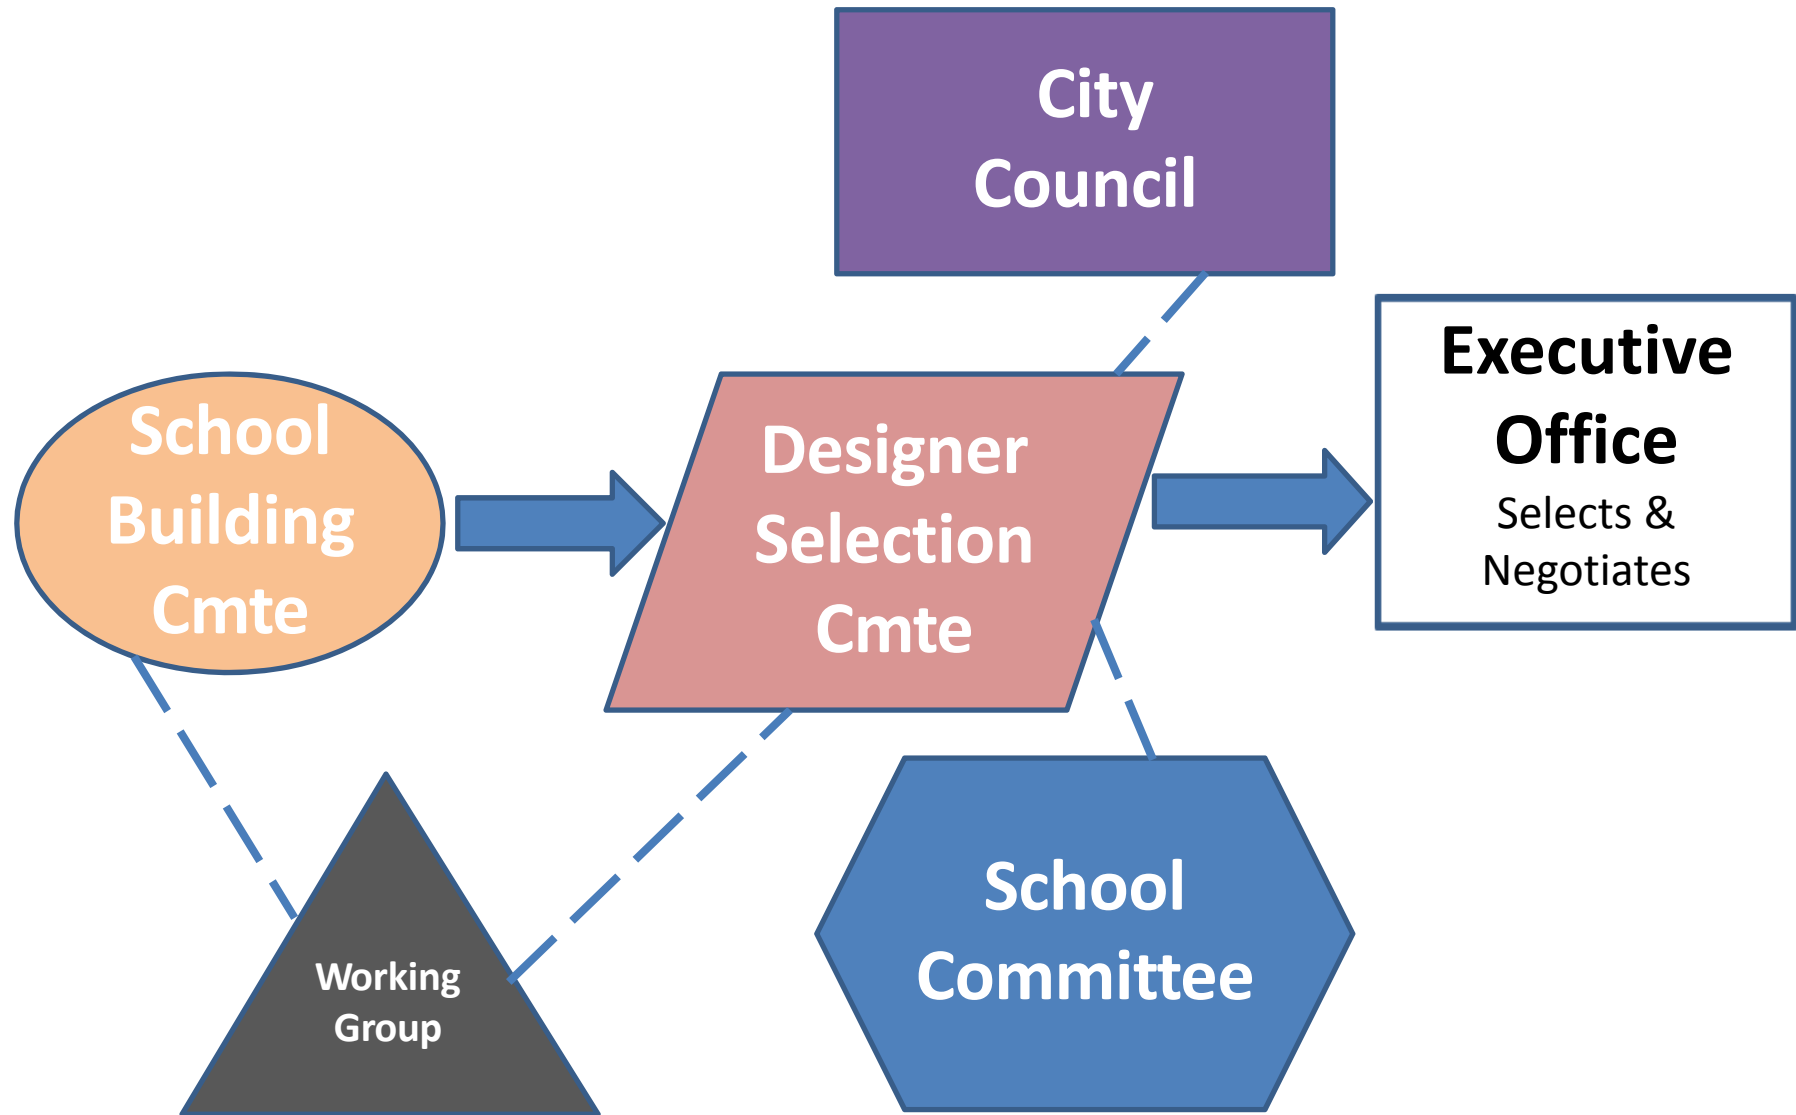 City
Council
School
Building
Cmte
Designer
Selection
Cmte
Executive
Office
Selects &
Negotiates
Working
Group
School
Committee